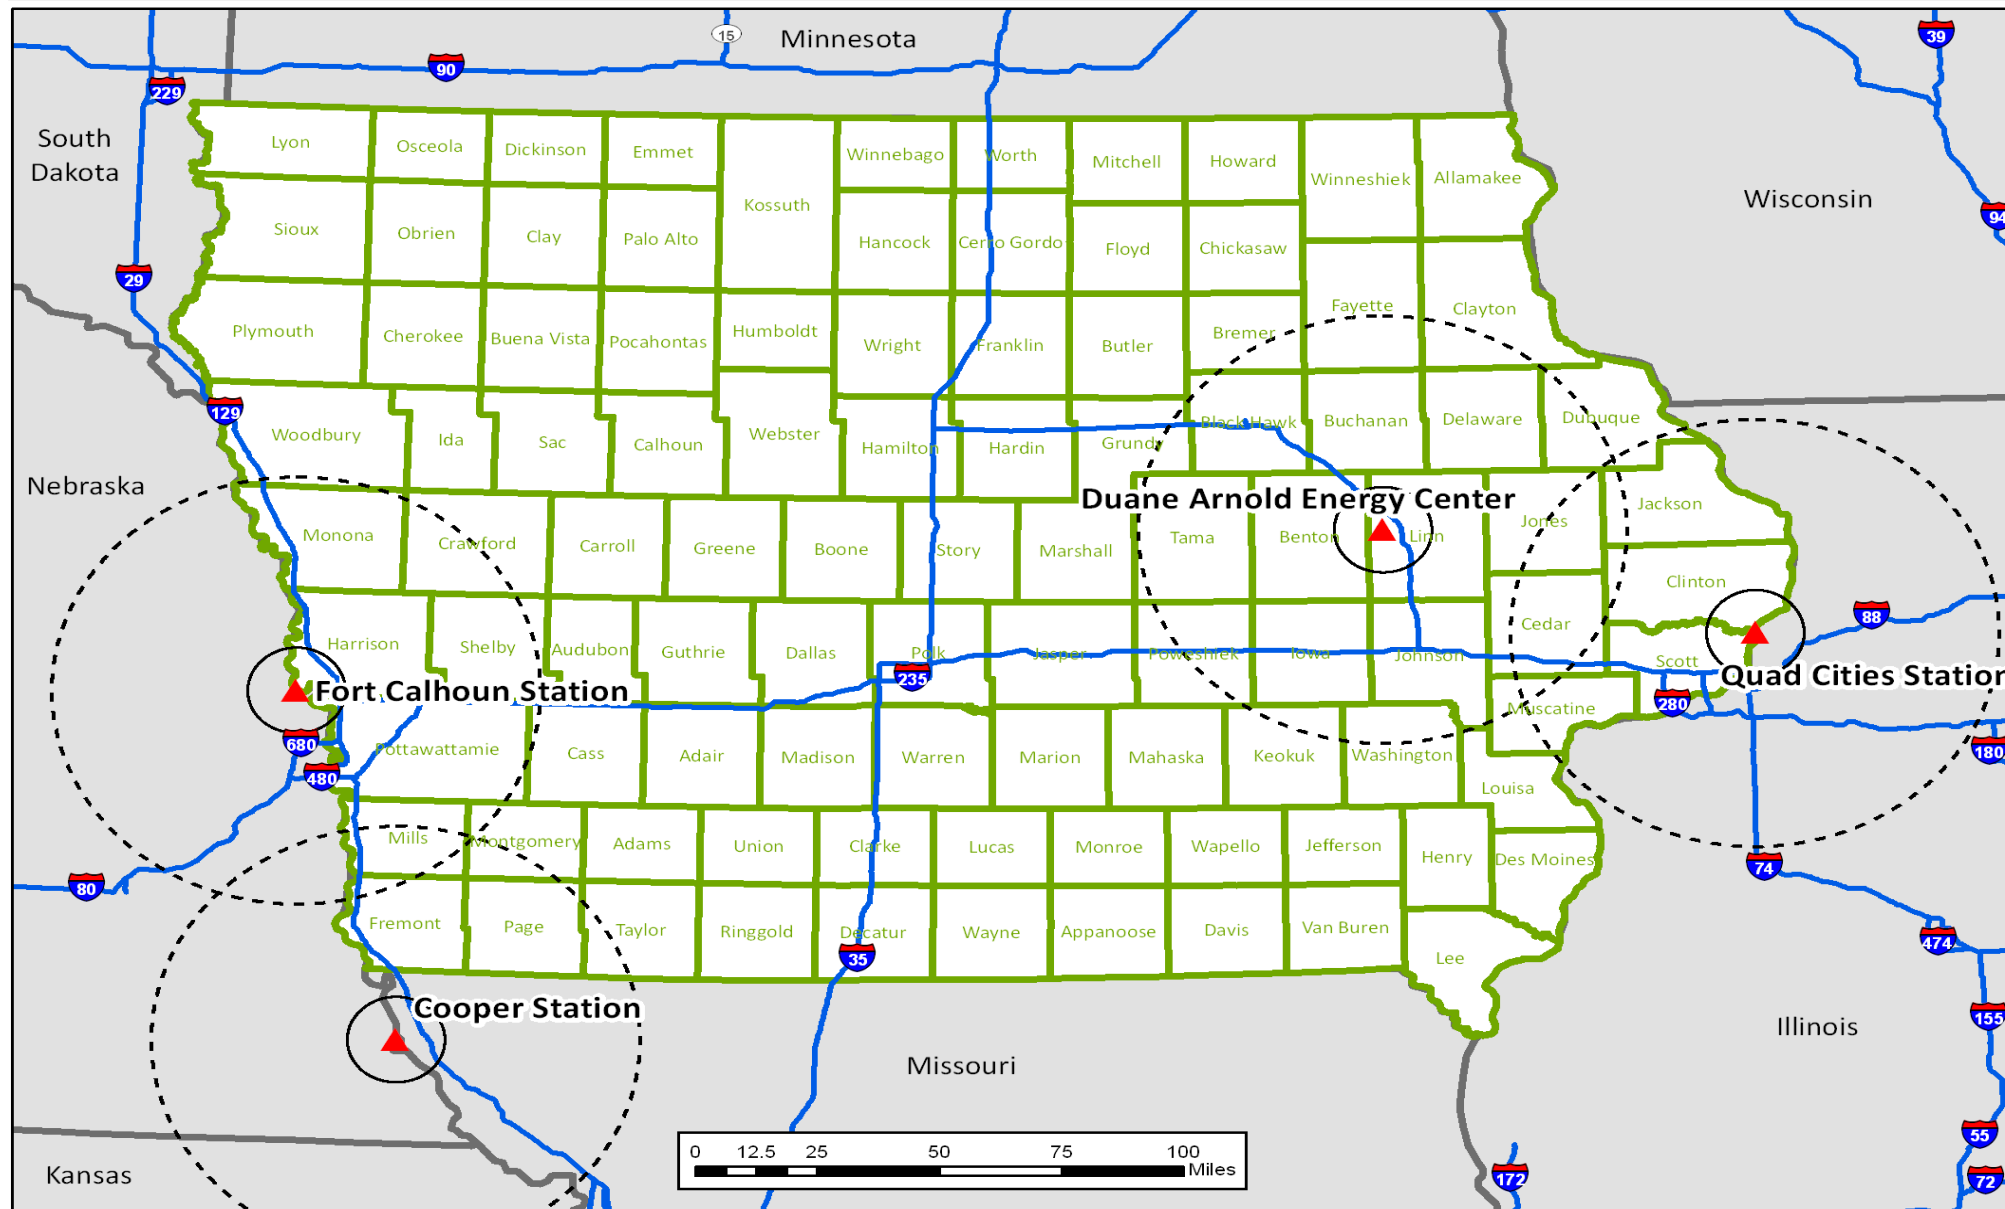 Minnesota
15
39
90
229
South
Dakota
Lyon
Osceola
Dickinson
Emmet
Winnebago
Worth
Mitchell
Howard
Winneshiek
Allamakee
Wisconsin
94
Kossuth
Sioux
Obrien
Clay
Palo Alto
Hancock
Cerro Gordo
Floyd
Chickasaw
29
Fayette
Clayton
Plymouth
Cherokee
Buena Vista
Pocahontas
Humboldt
Wright
Franklin
Butler
Bremer
129
Woodbury
Ida
Sac
Calhoun
Webster
Hamilton
Hardin
Grundy
Black Hawk
Buchanan
Delaware
Dubuque
Nebraska
Duane Arnold Energy Center
Jackson
Monona
Crawford
Carroll
Greene
Boone
Story
Marshall
Tama
Benton
Linn
Jones
Clinton
88
Harrison
Shelby
Audubon
Guthrie
Dallas
Polk
Jasper
Poweshiek
Iowa
Johnson
Cedar
Scott
235
Fort Calhoun Station
Quad Cities Station
280
Muscatine
680
480
Pottawattamie
Cass
Adair
Madison
Warren
Marion
Mahaska
Keokuk
Washington
180
Louisa
Mills
Montgomery
Adams
Union
Clarke
Lucas
Monroe
Wapello
Jefferson
Henry
Des Moines
74
80
Fremont
Page
Taylor
Ringgold
Decatur
Wayne
Appanoose
Davis
Van Buren
474
35
Lee
Cooper Station
155
Illinois
Missouri
55
0 12.5 25 50 75 100
Miles
Kansas
172
72